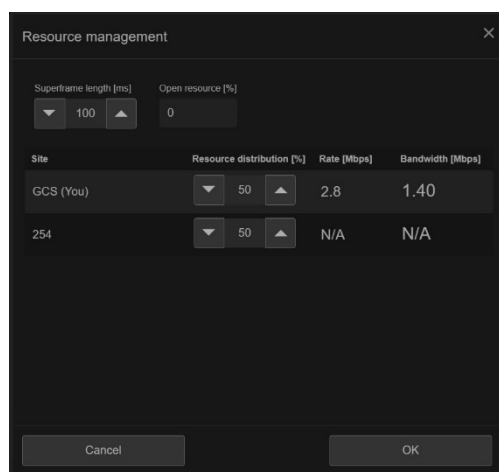 Resource management
Superframe length [ms] Open resource [%]
100 0
Site Resource distribution [%] Rate [Mbps] Bandwidth [Mbps]
GCS (You) 50 2.8 1.40
254 50 N/A N/A
Cancel OK